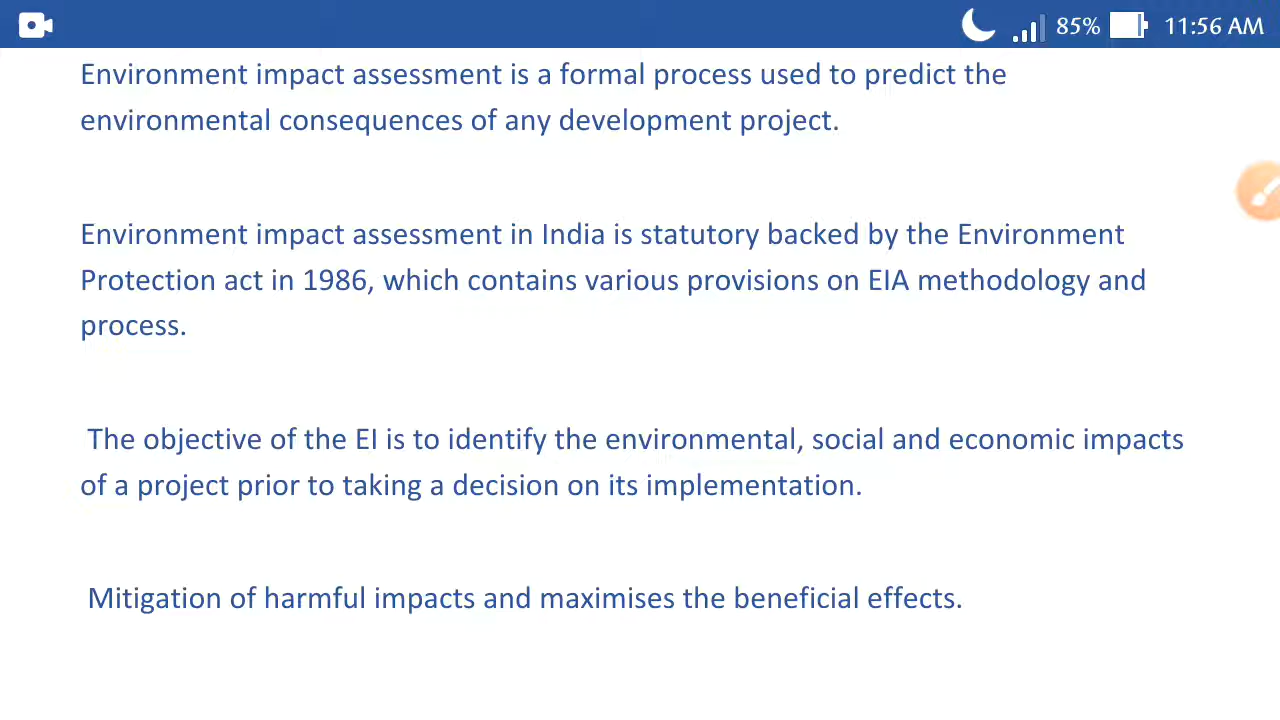 85% 11:56 AM
Environment impact assessment is a formal process used to predict the
environmental consequences of any development project.
Environment impact assessment in India is statutory backed by the Environment
Protection act in 1986, which contains various provisions on EIA methodology and
process.
The objective of the EI is to identify the environmental, social and economic impacts
of a project prior to taking a decision on its implementation.
Mitigation of harmful impacts and maximises the beneficial effects.